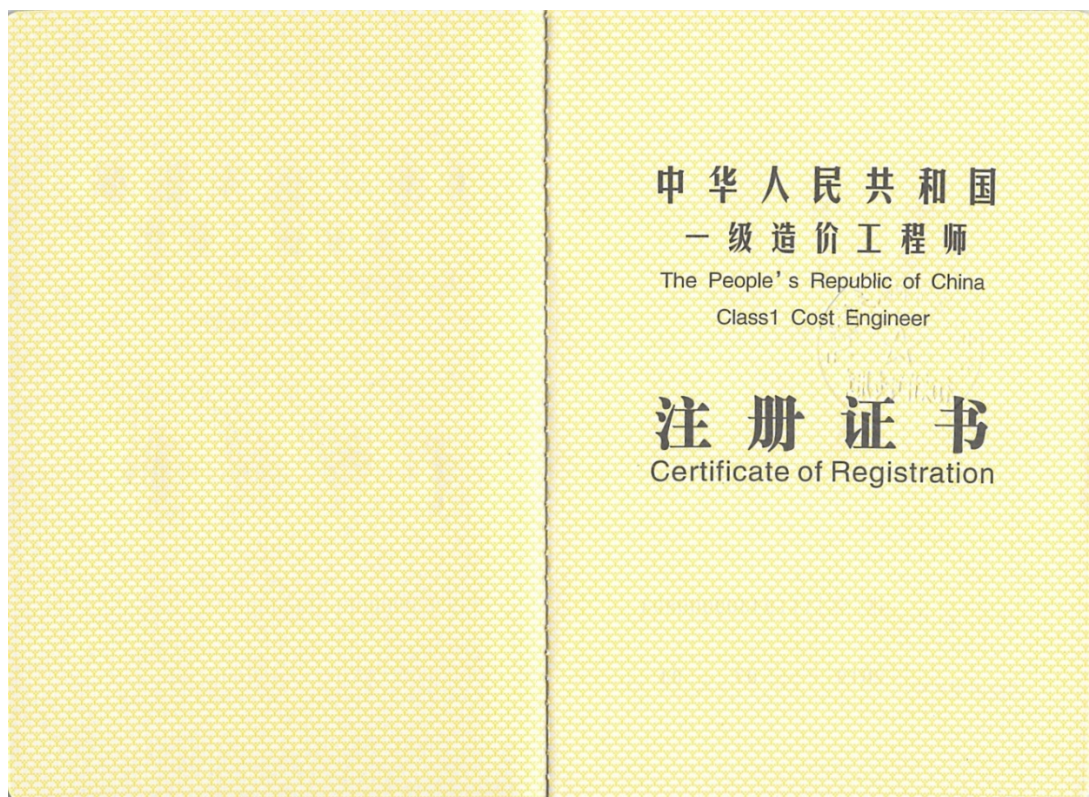 中华人民共和国
一级造价工程师
The People's Republic of China
Class1 Cost Engineer
注册证书
Certificate of Registration